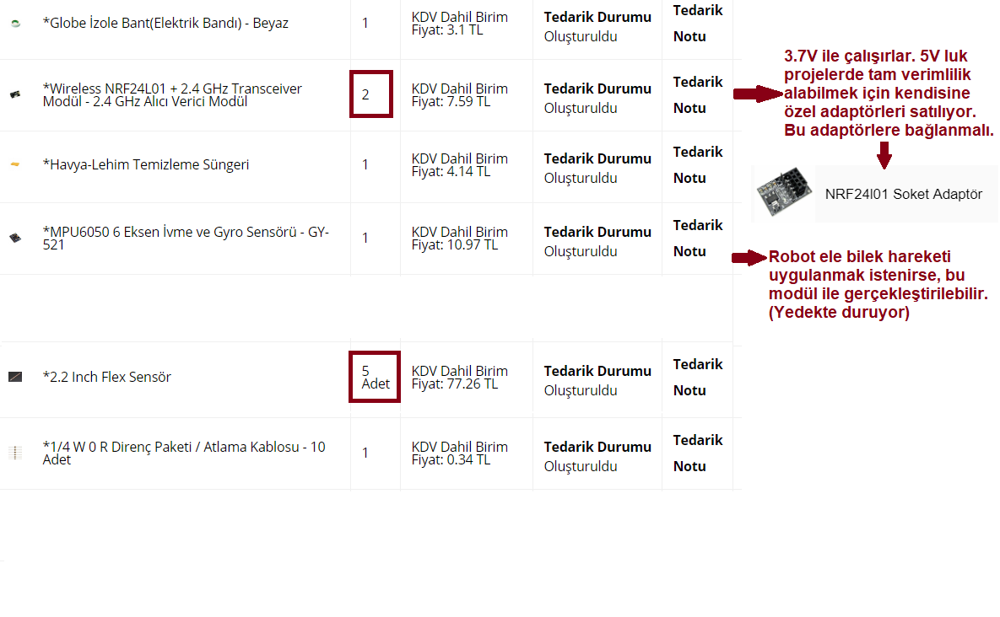 *Globe İzole Bant(Elektrik Bandı) - Beyaz
1
KDV Dahil Birim
Fiyat: 3.1 TL
Tedarik Durumu
Oluşturuldu
Tedarik
Notu
*Wireless NRF24L01 + 2.4 GHz Transceiver
Modül - 2.4 GHz Alıcı Verici Modül
2
KDV Dahil Birim
Fiyat: 7.59 TL
Tedarik Durumu
Oluşturuldu
Tedarik
Notu
3.7V ile çalışırlar. 5V luk
projelerde tam verimlilik
alabilmek için kendisine
özel adaptörleri satılıyor.
Bu adaptörlere bağlanmalı.
NRF24l01 Soket Adaptör
*Havya-Lehim Temizleme Süngeri
1
KDV Dahil Birim
Fiyat: 4.14 TL
Tedarik Durumu
Oluşturuldu
Tedarik
Notu
*MPU6050 6 Eksen İvme ve Gyro Sensörü - GY-
521
1
KDV Dahil Birim
Fiyat: 10.97 TL
Tedarik Durumu
Oluşturuldu
Tedarik
Notu
Robot ele bilek hareketi
uygulanmak istenirse, bu
modül ile gerçekleştirilebilir.
(Yedekte duruyor)
*2.2 Inch Flex Sensör
5
Adet
KDV Dahil Birim
Fiyat: 77.26 TL
Tedarik Durumu
Oluşturuldu
Tedarik
Notu
*1/4 W 0 R Direnç Paketi / Atlama Kablosu - 10
Adet
1
KDV Dahil Birim
Fiyat: 0.34 TL
Tedarik Durumu
Oluşturuldu
Tedarik
Notu